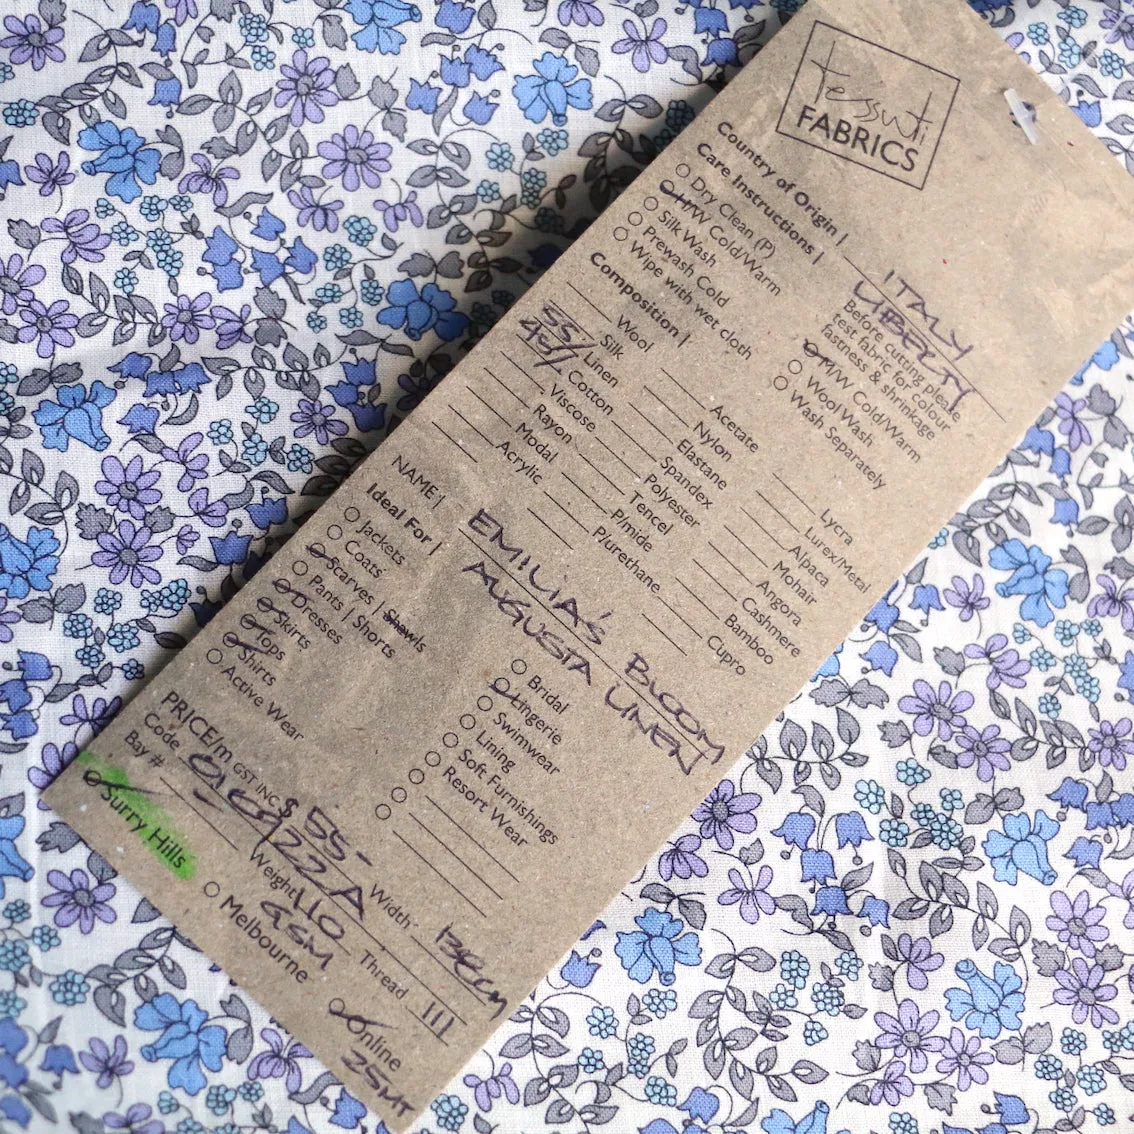 tessuti
FABRICS
Country of Origin | ITALY
LIBERTY
Care Instructions |
Dry Clean (P)
H/W Cold/Warm
Silk Wash
Prewash Cold
Wipe with wet cloth
Before cutting please
test fabric for colour
fastness & shrinkage
M/W Cold/Warm
Wool Wash
Wash Separately
Composition |
Wool
Silk
55/ Linen
Cotton
Viscose
Rayon
Modal
Acrylic
Acetate
Nylon
Elastane
Spandex
Polyester
Tencel
P/mide
Plurethane
Lycra
Lurex/Metal
Alpaca
Mohair
Angora
Cashmere
Bamboo
Cupro
NAME | EMILIA'S BLOOM
AUGUSTA LINEN
Ideal For |
Jackets
Coats
Scarves | Shawls
Pants | Shorts
Dresses
Skirts
Tops
Shirts
Active Wear
Bridal
Lingerie
Swimwear
Lining
Soft Furnishings
Resort Wear
PRICE/m GST INC $ 55-
Width: 136cm
Code
Bay #
Weight 110
GSM
Thread 111
Surry Hills
Melbourne
Online
25MT